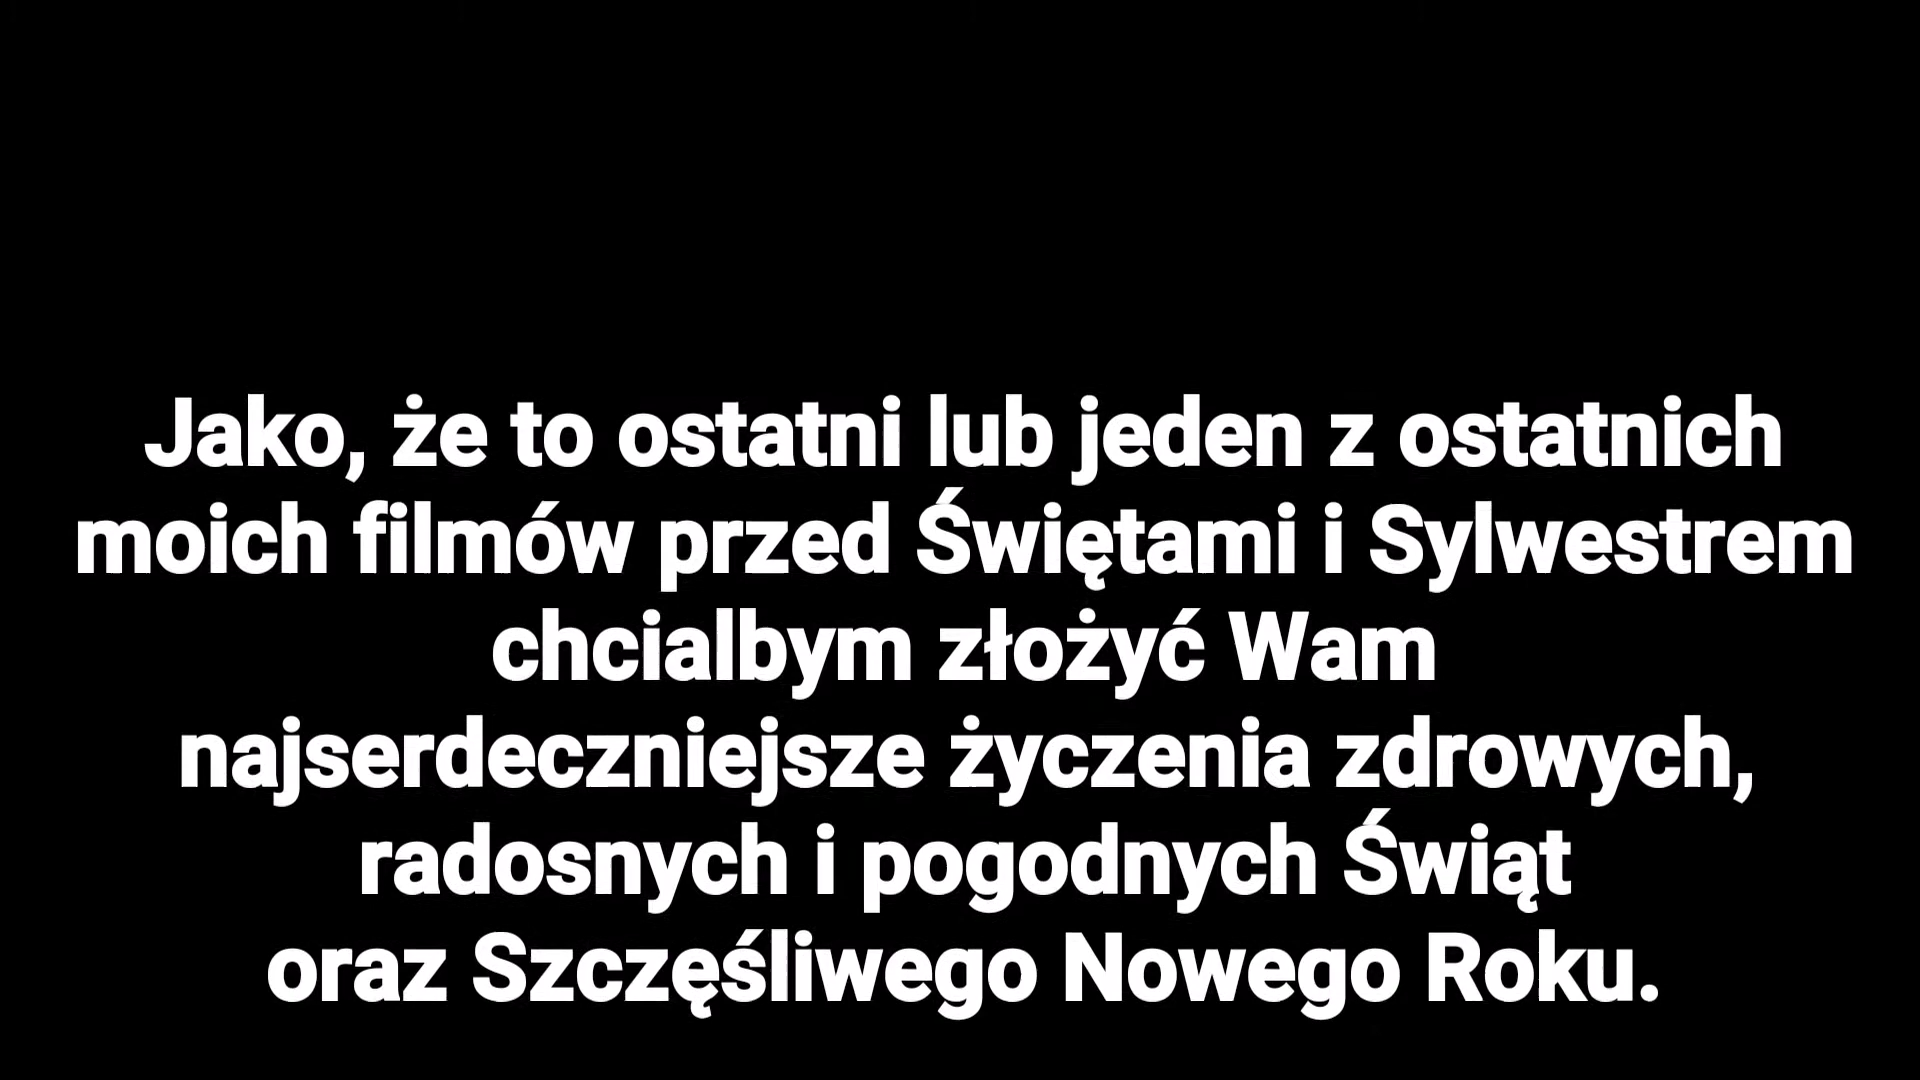 Jako, że to ostatni lub jeden z ostatnich
moich filmów przed Świętami i Sylwestrem
chcialbym złożyć Wam
najserdeczniejsze życzenia zdrowych,
radosnych i pogodnych Świąt
oraz Szczęśliwego Nowego Roku.